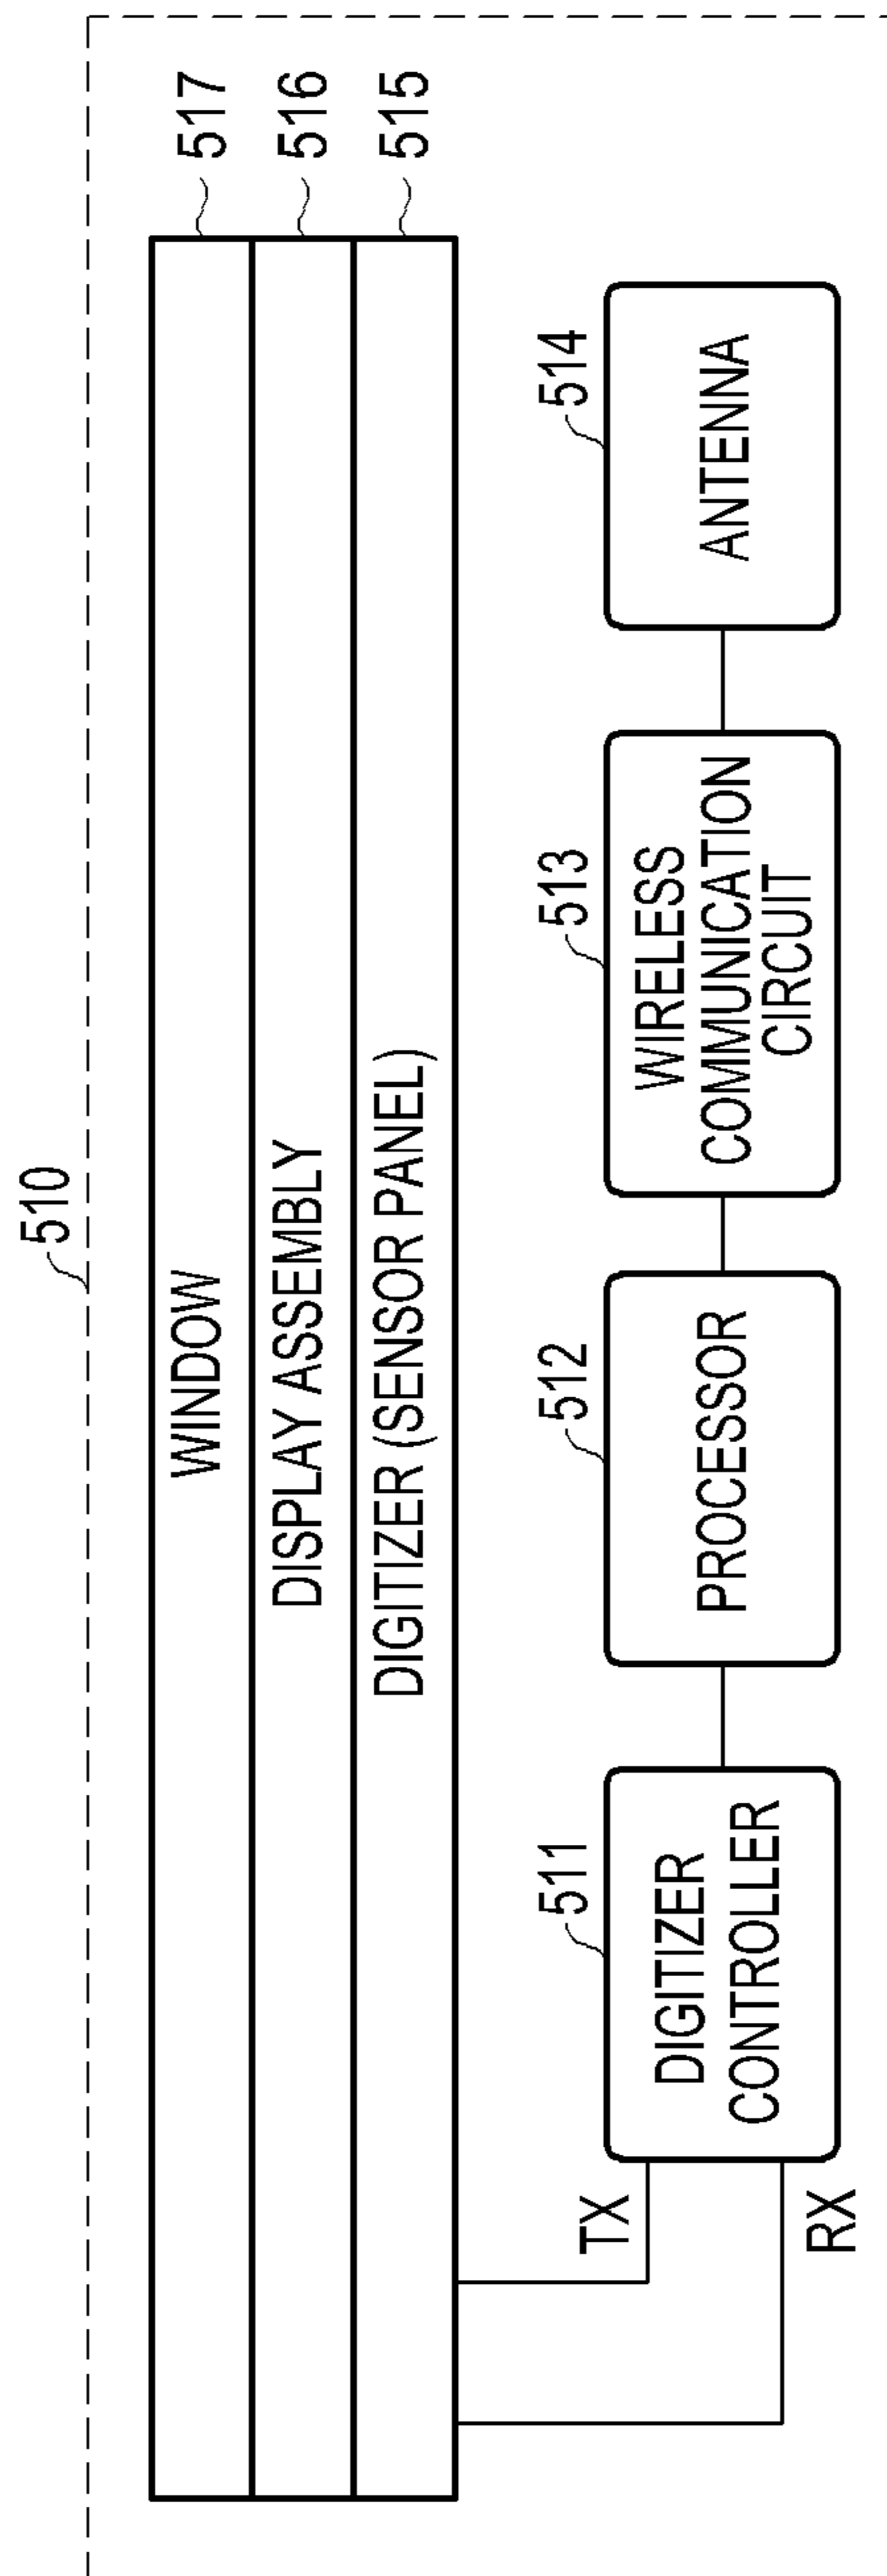 510
WINDOW
517
DISPLAY ASSEMBLY
516
DIGITIZER (SENSOR PANEL)
515
TX
RX
511
DIGITIZER
CONTROLLER
512
PROCESSOR
513
WIRELESS
COMMUNICATION
CIRCUIT
514
ANTENNA